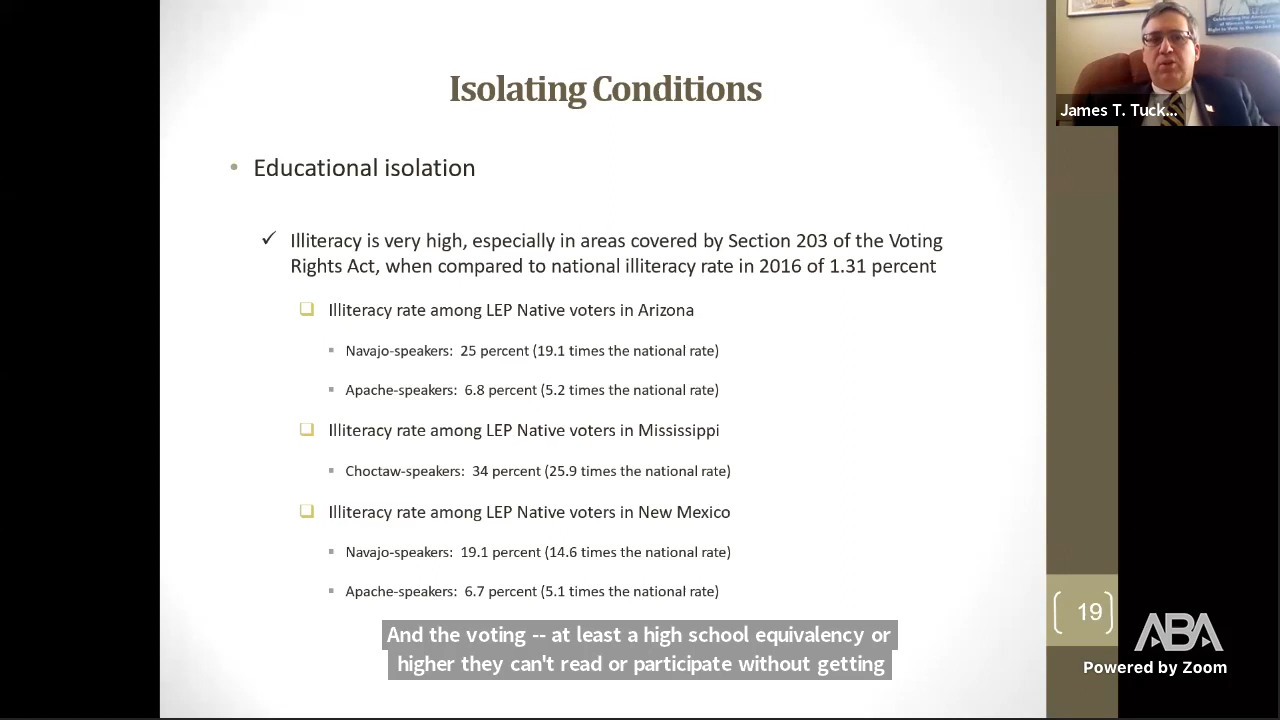 Isolating Conditions
James T. Tuck...
• Educational isolation
✓ Illiteracy is very high, especially in areas covered by Section 203 of the Voting
Rights Act, when compared to national illiteracy rate in 2016 of 1.31 percent
❑ Illiteracy rate among LEP Native voters in Arizona
▪ Navajo-speakers: 25 percent (19.1 times the national rate)
▪ Apache-speakers: 6.8 percent (5.2 times the national rate)
❑ Illiteracy rate among LEP Native voters in Mississippi
▪ Choctaw-speakers: 34 percent (25.9 times the national rate)
❑ Illiteracy rate among LEP Native voters in New Mexico
▪ Navajo-speakers: 19.1 percent (14.6 times the national rate)
▪ Apache-speakers: 6.7 percent (5.1 times the national rate)
19
And the voting -- at least a high school equivalency or
higher they can't read or participate without getting
ABA
Powered by Zoom